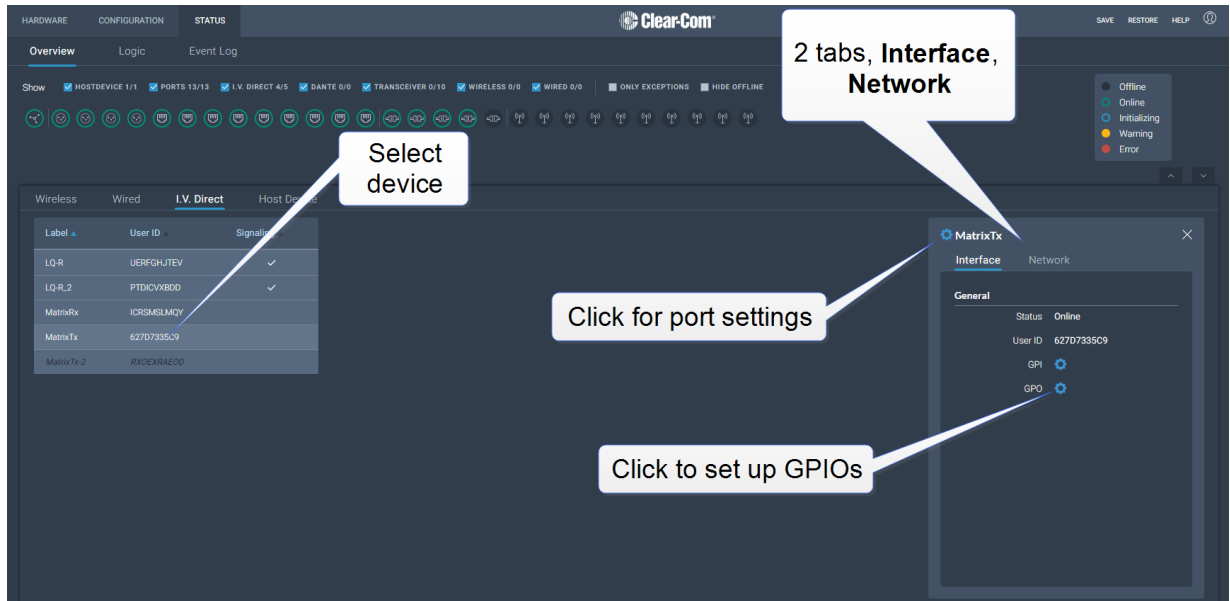 HARDWARE CONFIGURATION STATUS Clear-Com® SAVE RESTORE HELP
Overview Logic Event Log
Show HOSTDEVICE 1/1 PORTS 13/13 I.V. DIRECT 4/5 DANTE 0/0 TRANSCEIVER 0/10 WIRELESS 0/0 WIRED 0/0 ONLY EXCEPTIONS HIDE OFFLINE
2 tabs, Interface,
Network
Offline
Online
Initializing
Warning
Error
Select
device
Wireless Wired I.V. Direct Host Device
Label User ID Signaling
LQ-R UERFGHJTEV
LQ-R_2 PTDICVXBDD
MatrixRx ICRSMSLMQY
MatrixTx 627D7335C9
MatrixTx-2 RXOEXRAEOD
MatrixTx
Interface Network
General
Status Online
User ID 627D7335C9
GPI
GPO
Click for port settings
Click to set up GPIOs